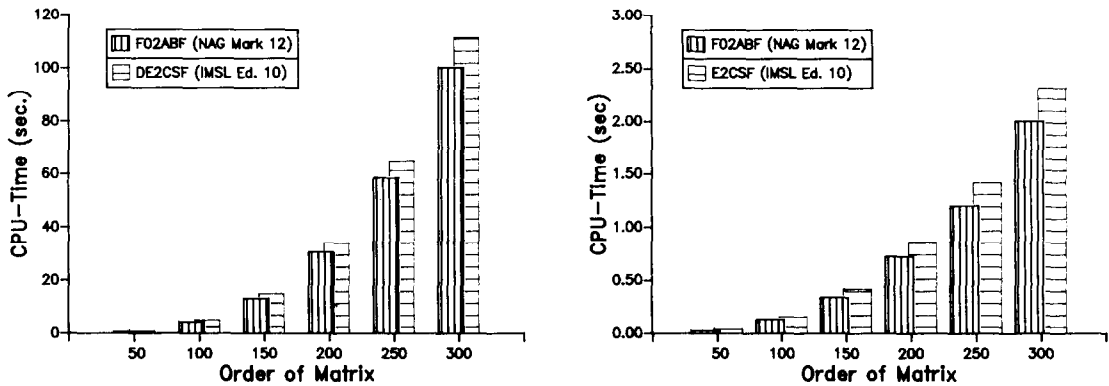 120
100
80
60
40
20
0
CPU-Time (sec.)
F02ABF (NAG Mark 12)
DE2CSF (IMSL Ed. 10)
50 100 150 200 250 300
Order of Matrix
3.00
2.50
2.00
1.50
1.00
0.50
0.00
CPU-Time (sec)
F02ABF (NAG Mark 12)
E2CSF (IMSL Ed. 10)
50 100 150 200 250 300
Order of Matrix